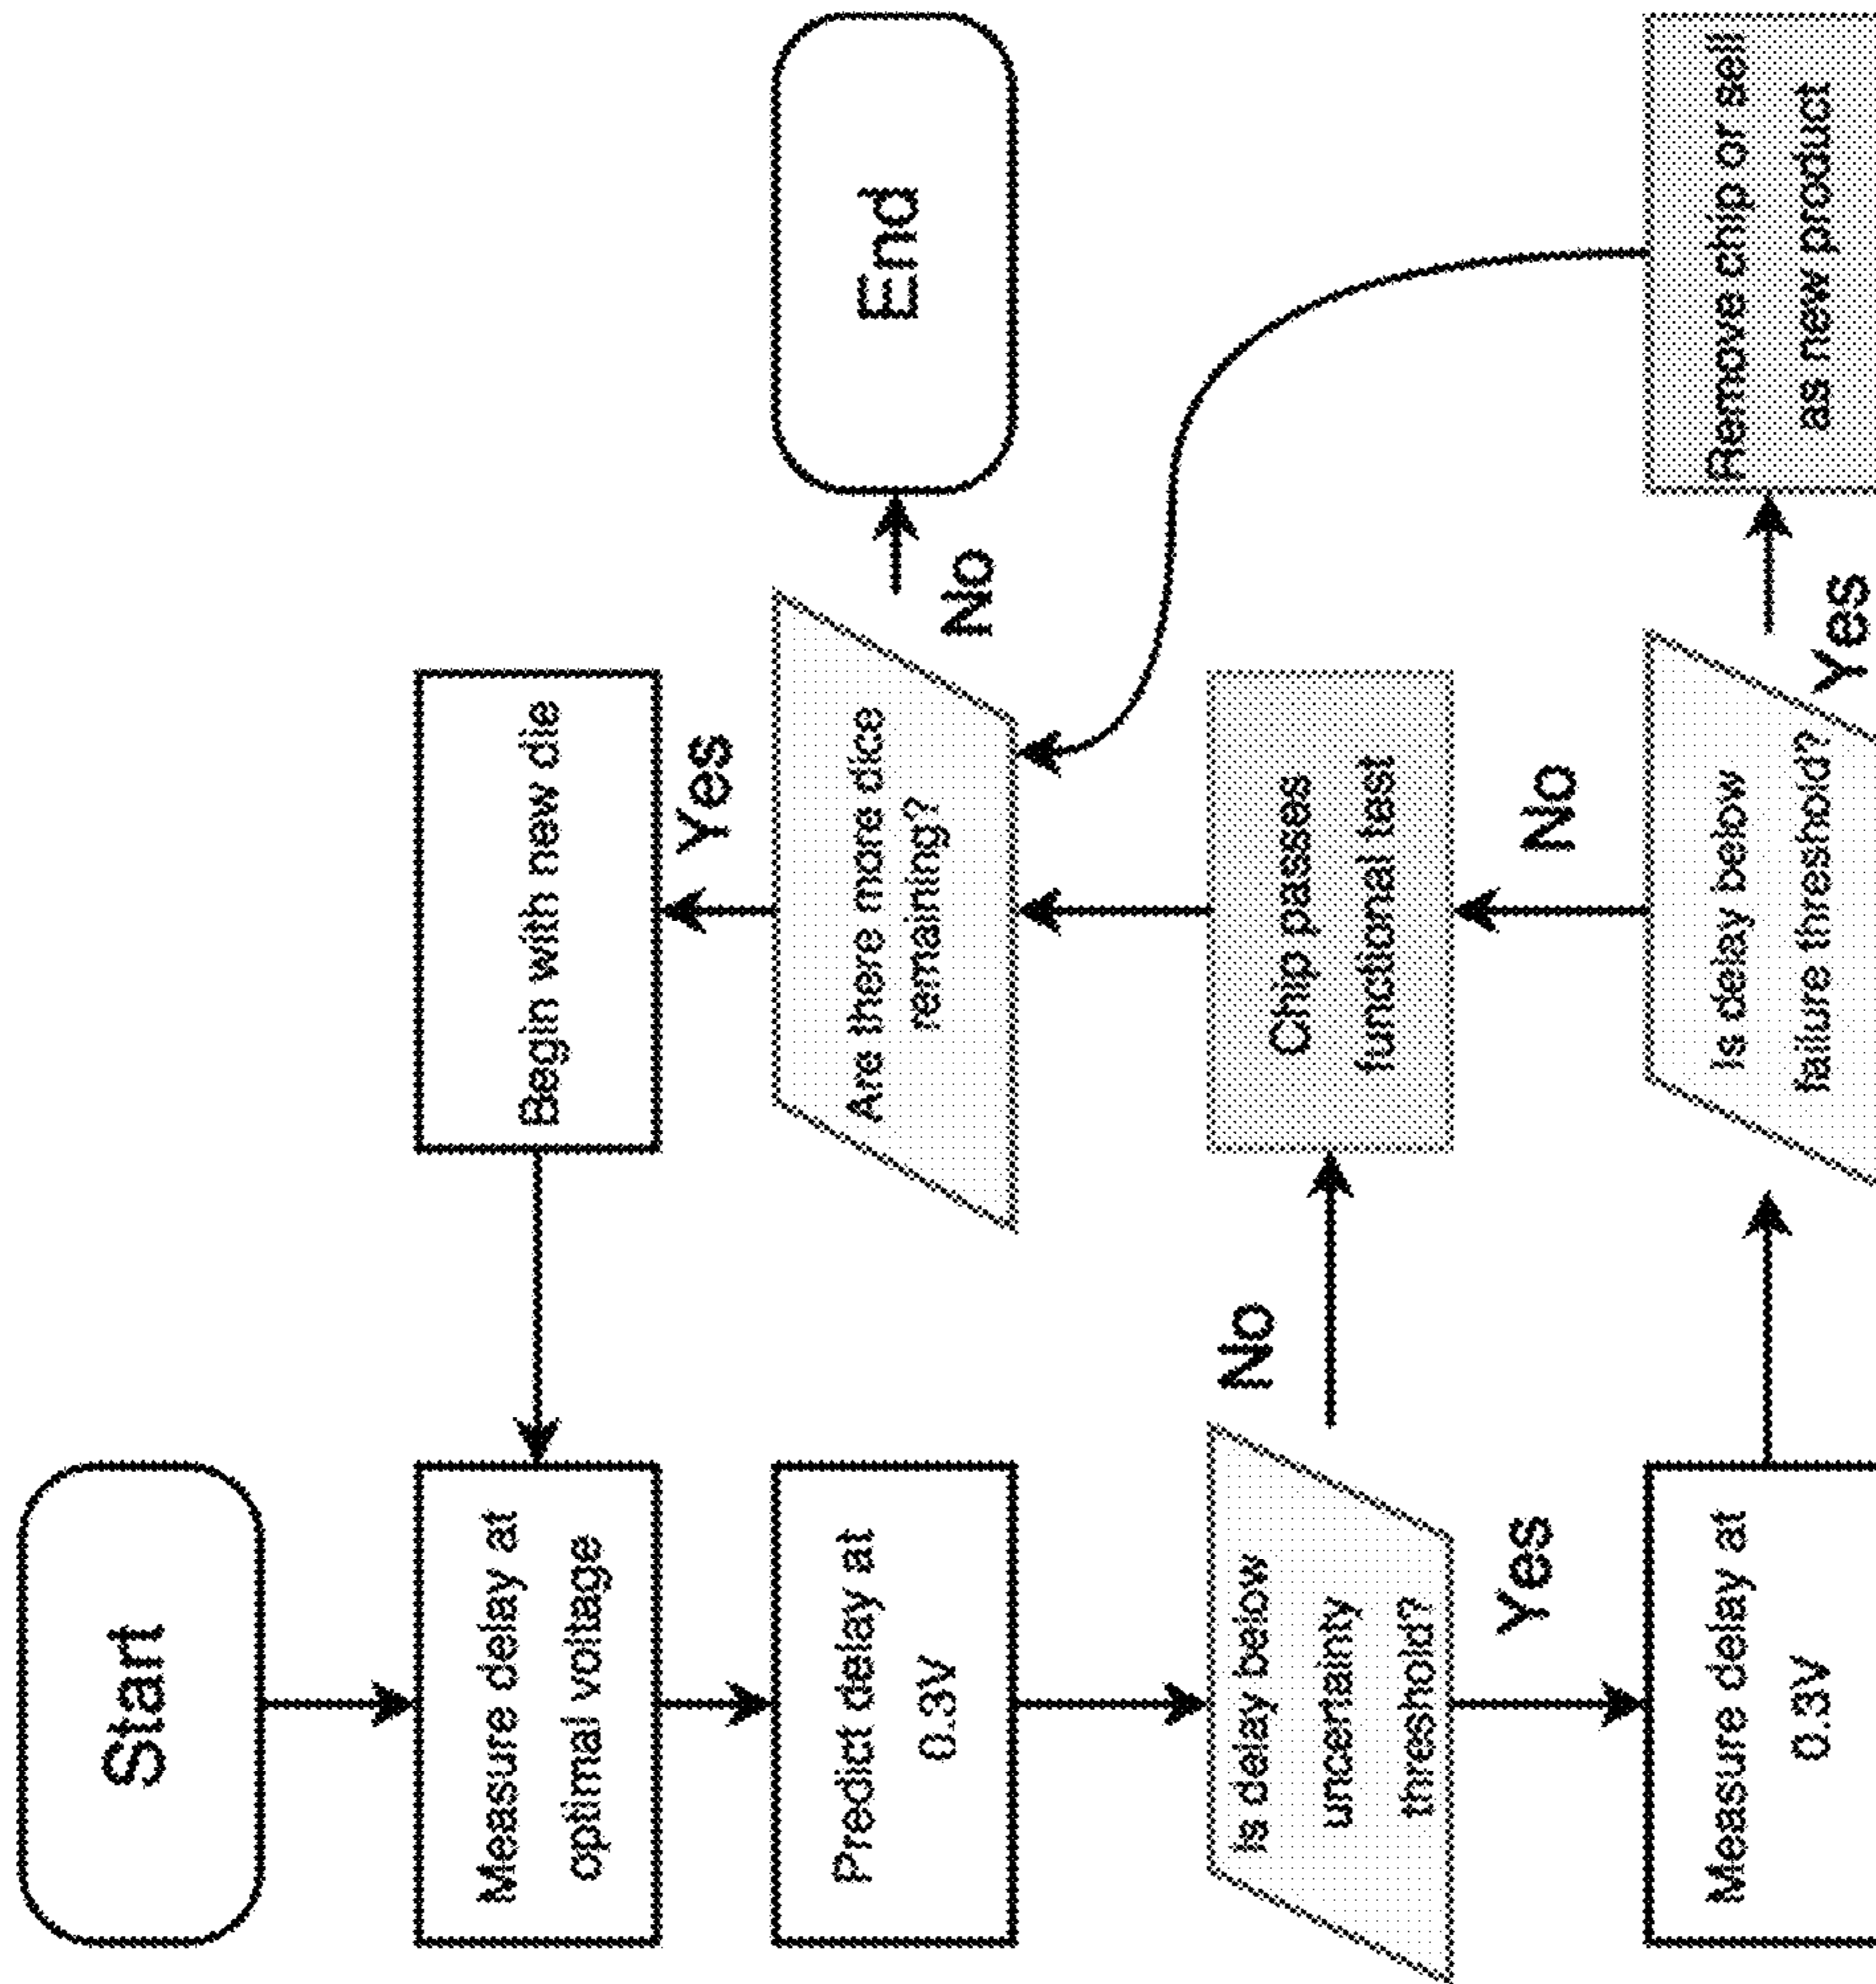 Start
Measure delay at
optimal voltage
Predict delay at
0.3V
Is delay below
uncertainty
threshold?
No
Yes
Measure delay at
0.3V
Begin with new die
Yes
Are there more dice
remaining?
No
End
Chip passes
functional test
No
Is delay below
failure threshold?
Yes
Remove chip or sell
as new product